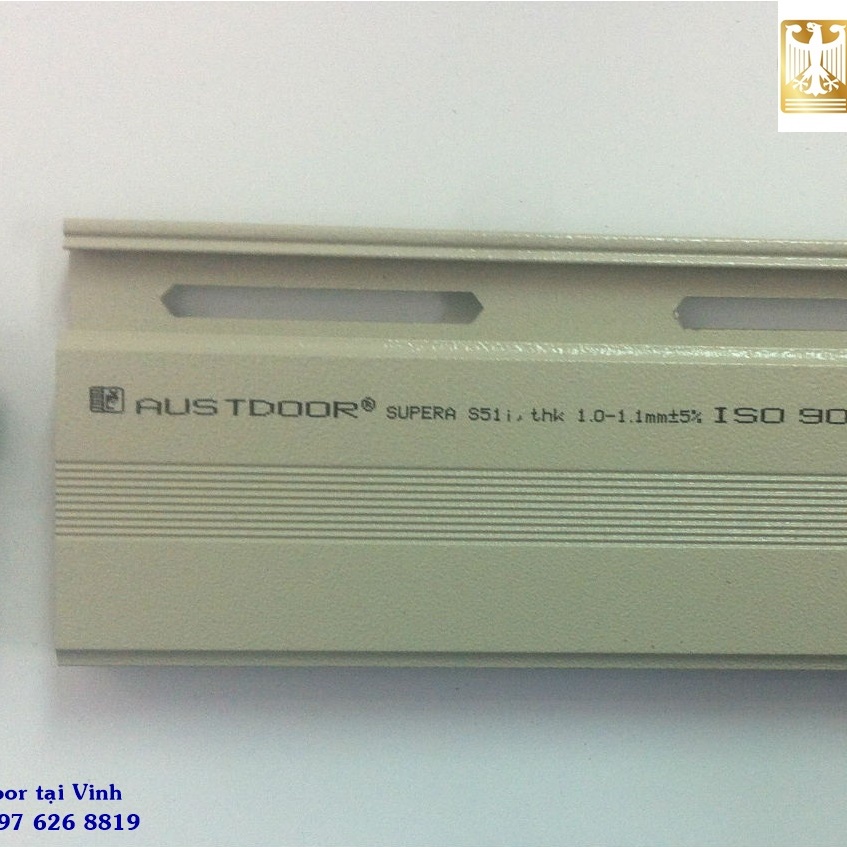 AUSTDOOR® SUPERA S51i, thk 1.0-1.1mm±5% ISO 90
oor tại Vinh
97 626 8819